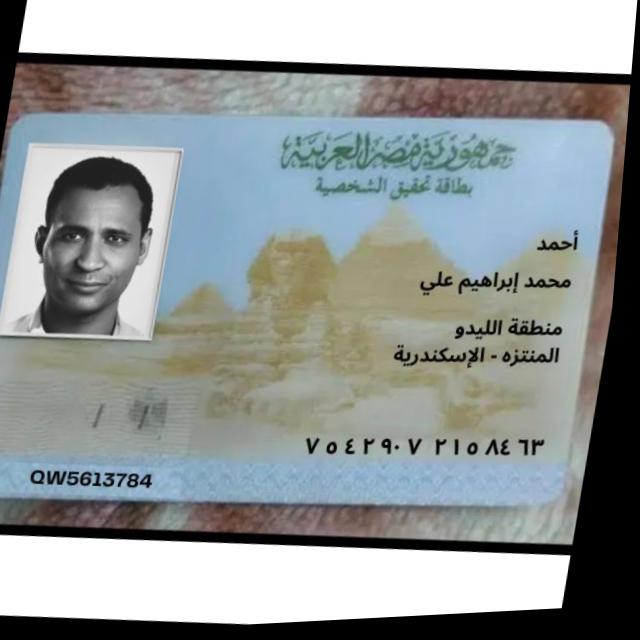 جمهورية مصر العربية
بطاقة تحقيق الشخصية
أحمد
محمد إبراهيم علي
منطقة الليدو
المنتزه - الإسكندرية
٧٥٤٢٩٠٧ ٢١٥٨٤٦٣
QW5613784